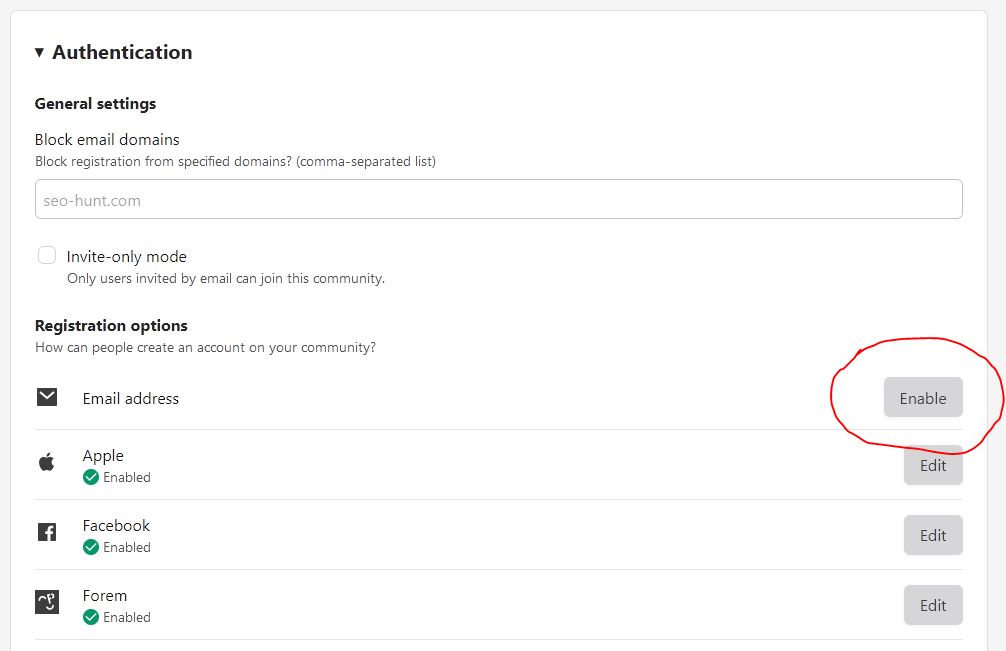 ▼ Authentication
General settings
Block email domains
Block registration from specified domains? (comma-separated list)
seo-hunt.com
Invite-only mode
Only users invited by email can join this community.
Registration options
How can people create an account on your community?
Email address
Enable
Apple
Enabled
Edit
Facebook
Enabled
Edit
Forem
Enabled
Edit